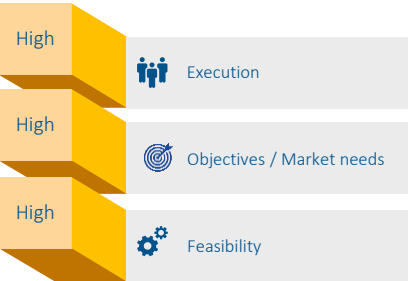 High
Execution
High
Objectives / Market needs
High
Feasibility